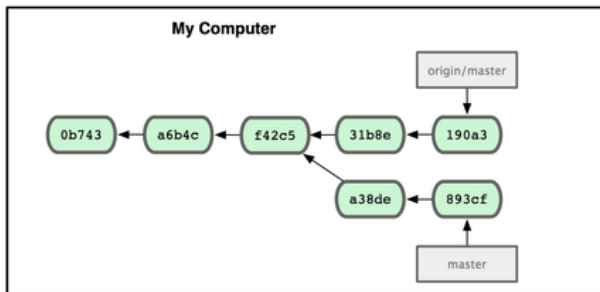 My Computer
origin/master
0b743 a6b4c f42c5 31b8e 190a3
a38de 893cf
master